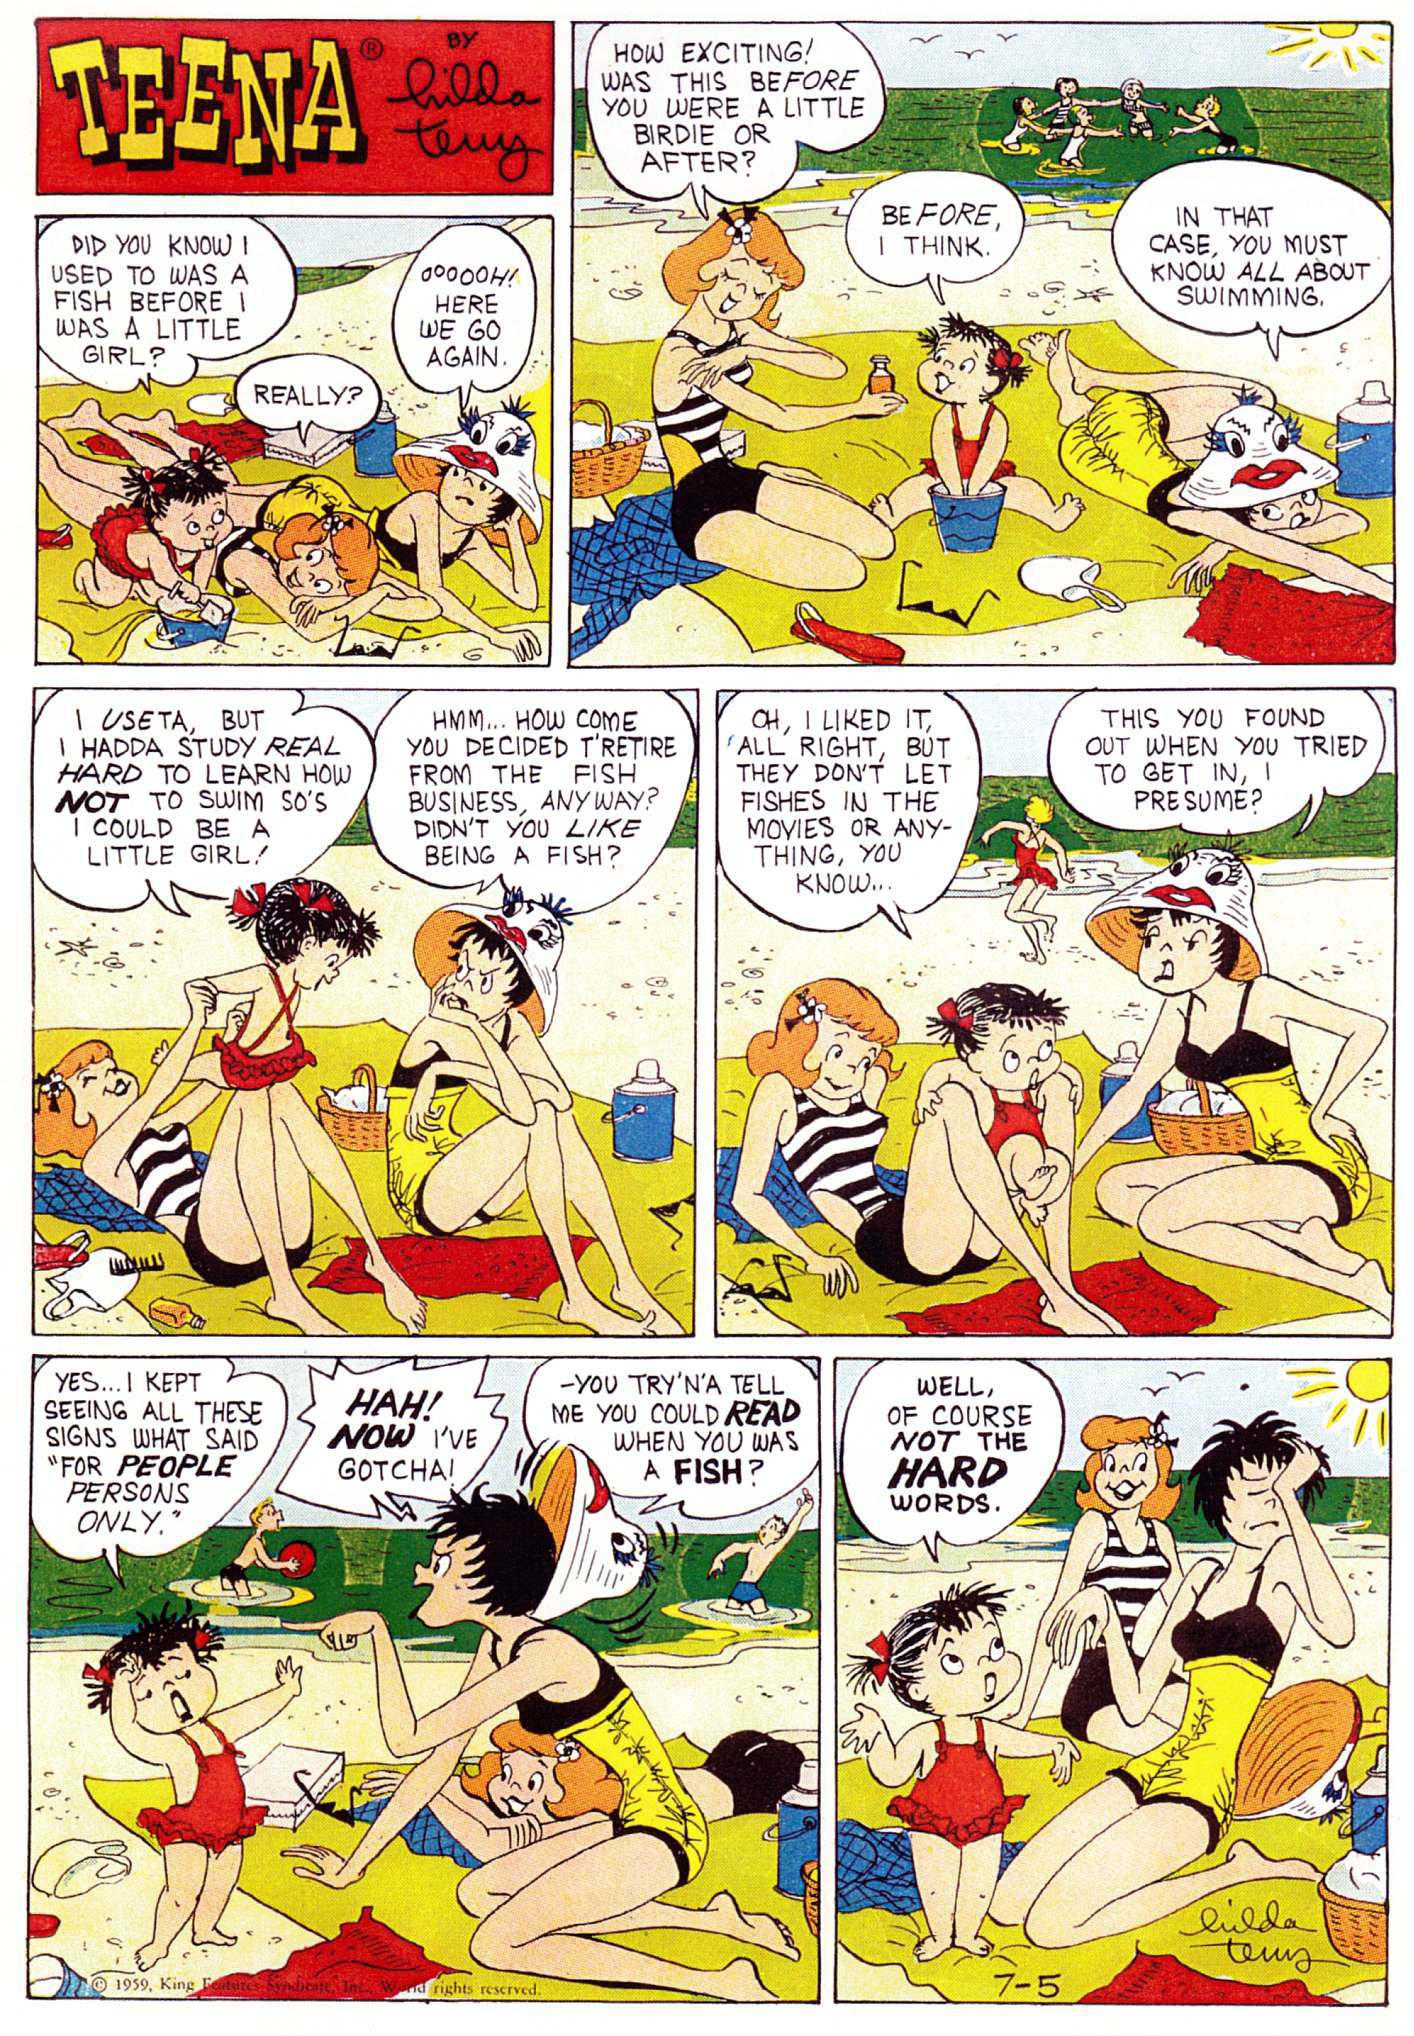 TEENA ®
BY
hilda
terry
DID YOU KNOW I
USED TO WAS A
FISH BEFORE I
WAS A LITTLE
GIRL?
REALLY?
OOOOOH!
HERE
WE GO
AGAIN.
HOW EXCITING!
WAS THIS BEFORE
YOU WERE A LITTLE
BIRDIE OR
AFTER?
BEFORE,
I THINK.
IN THAT
CASE, YOU MUST
KNOW ALL ABOUT
SWIMMING.
I USETA, BUT
I HADDA STUDY REAL
HARD TO LEARN HOW
NOT TO SWIM SO'S
I COULD BE A
LITTLE GIRL!
HMM... HOW COME
YOU DECIDED T'RETIRE
FROM THE FISH
BUSINESS, ANYWAY?
DIDN'T YOU LIKE
BEING A FISH?
OH, I LIKED IT,
ALL RIGHT, BUT
THEY DON'T LET
FISHES IN THE
MOVIES OR ANY-
THING, YOU
KNOW...
THIS YOU FOUND
OUT WHEN YOU TRIED
TO GET IN, I
PRESUME?
YES...I KEPT
SEEING ALL THESE
SIGNS WHAT SAID
"FOR PEOPLE
PERSONS
ONLY."
HAH!
NOW I'VE
GOTCHA!
-YOU TRY'N'A TELL
ME YOU COULD READ
WHEN YOU WAS
A FISH?
© 1959, King Features Syndicate, Inc., World rights reserved.
WELL,
OF COURSE
NOT THE
HARD
WORDS.
hilda
terry
7-5